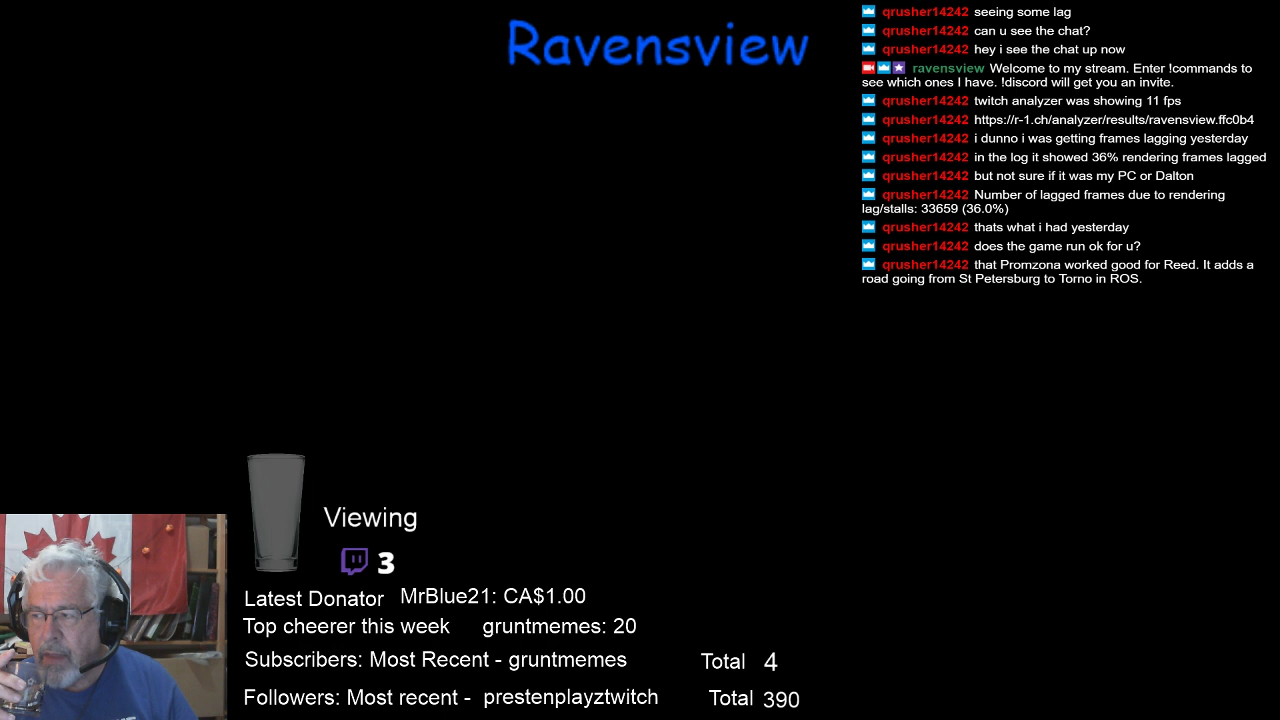 Ravensview
qrusher14242 seeing some lag
qrusher14242 can u see the chat?
qrusher14242 hey i see the chat up now
ravensview Welcome to my stream. Enter !commands to
see which ones I have. !discord will get you an invite.
qrusher14242 twitch analyzer was showing 11 fps
qrusher14242 https://r-1.ch/analyzer/results/ravensview.ffc0b4
qrusher14242 i dunno i was getting frames lagging yesterday
qrusher14242 in the log it showed 36% rendering frames lagged
qrusher14242 but not sure if it was my PC or Dalton
qrusher14242 Number of lagged frames due to rendering
lag/stalls: 33659 (36.0%)
qrusher14242 thats what i had yesterday
qrusher14242 does the game run ok for u?
qrusher14242 that Promzona worked good for Reed. It adds a
road going from St Petersburg to Torno in ROS.
Viewing
3
Latest Donator MrBlue21: CA$1.00
Top cheerer this week gruntmemes: 20
Subscribers: Most Recent - gruntmemes Total 4
Followers: Most recent - prestenplayztwitch Total 390